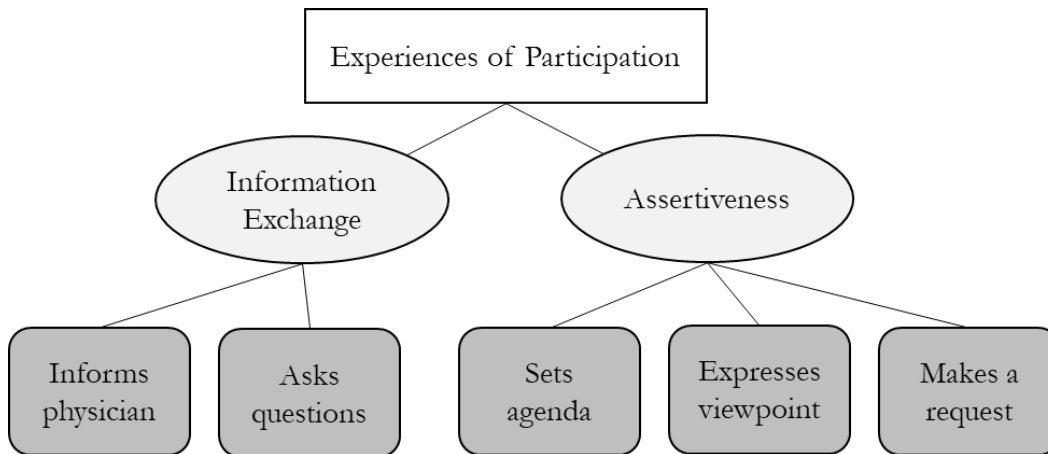 Experiences of Participation
Information
Exchange
Assertiveness
Informs
physician
Asks
questions
Sets
agenda
Expresses
viewpoint
Makes a
request